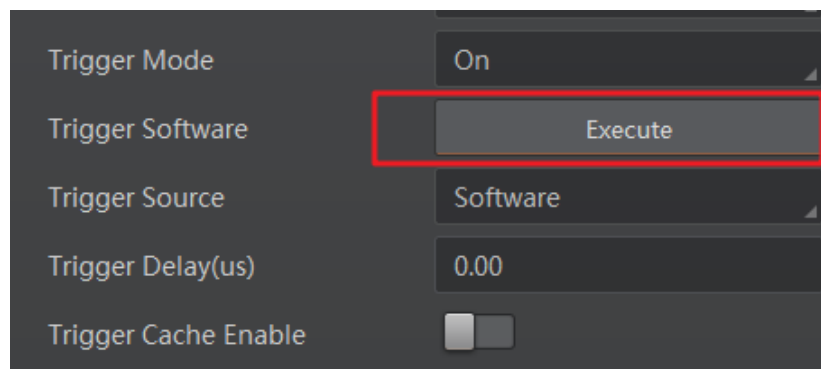 Trigger Mode On
Trigger Software Execute
Trigger Source Software
Trigger Delay(us) 0.00
Trigger Cache Enable